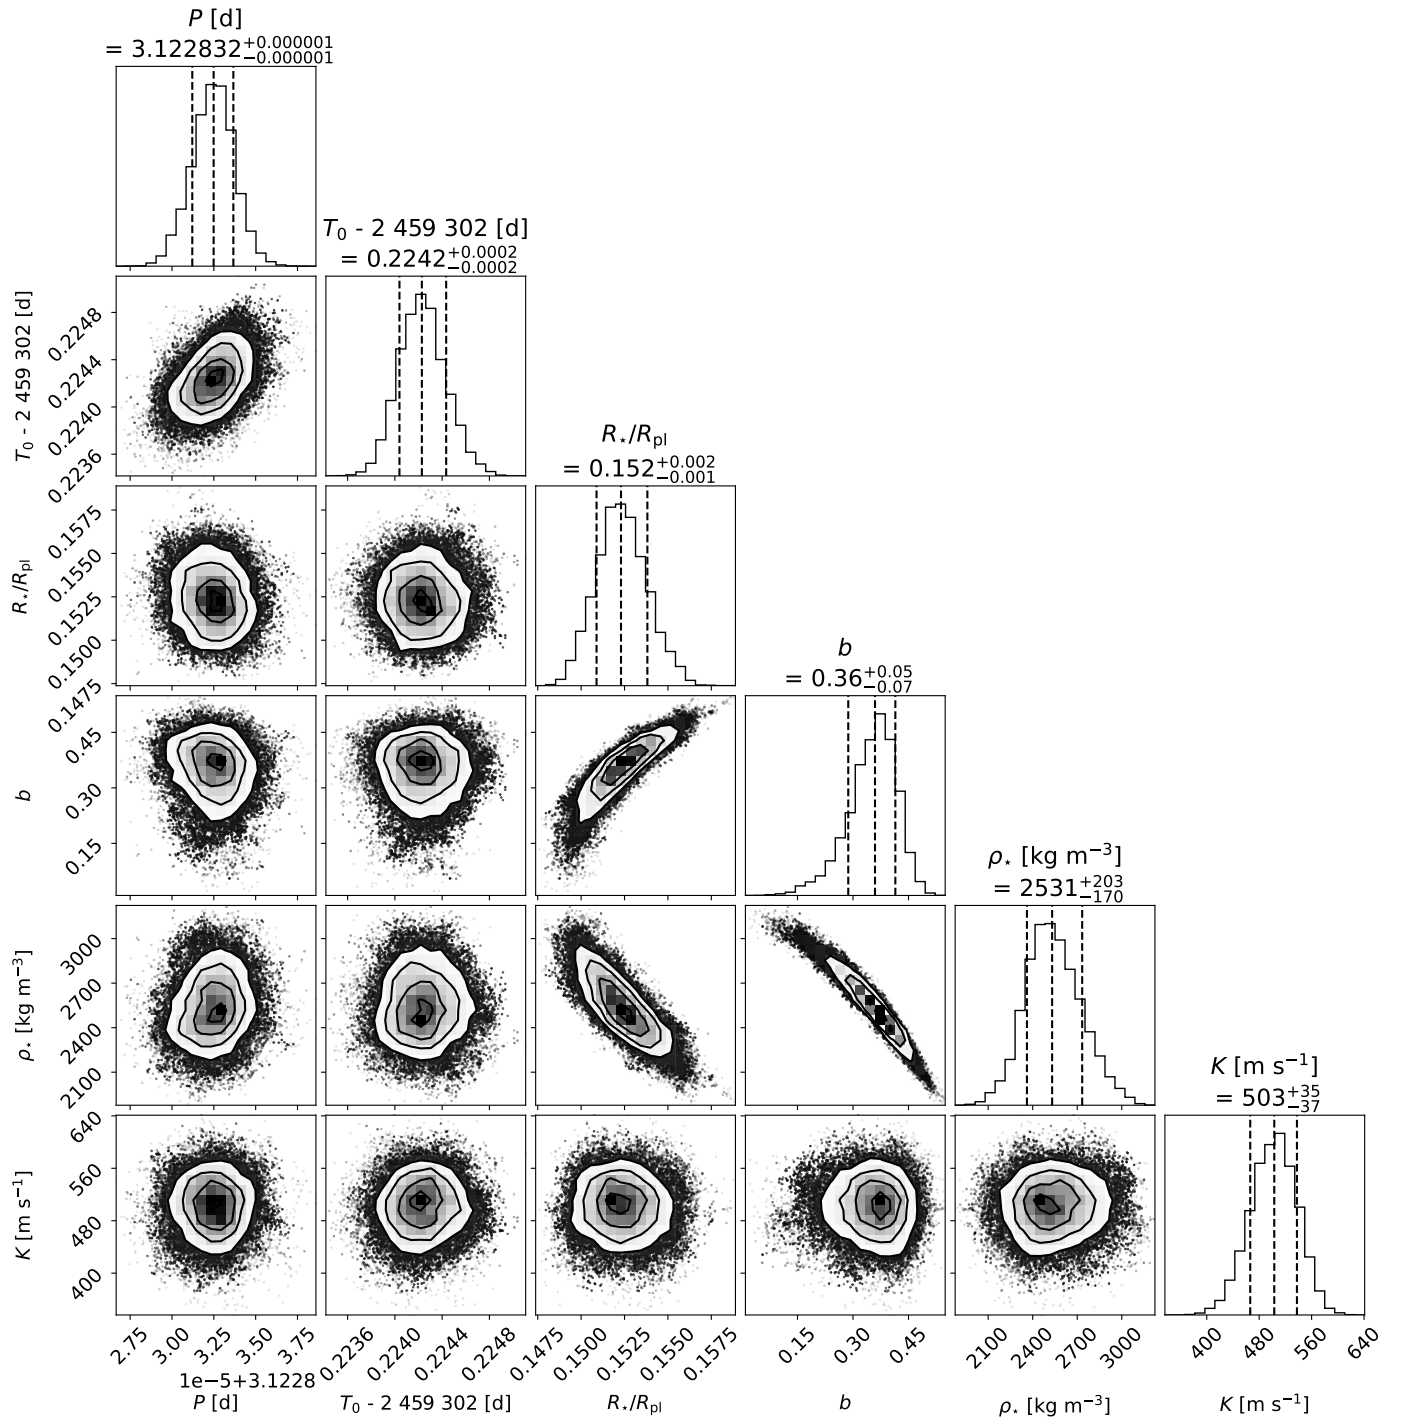 P [d]
= 3.122832+0.000001 −0.000001
T₀ - 2 459 302 [d]
= 0.2242+0.0002 −0.0002
R⋆/Rpl
= 0.152+0.002 −0.001
b
= 0.36+0.05 −0.07
ρ⋆ [kg m⁻³]
= 2531+203 −170
K [m s⁻¹]
= 503+35 −37
T₀ - 2 459 302 [d]
0.2248
0.2244
0.2240
0.2236
R⋆/Rpl
0.1575
0.1550
0.1525
0.1500
0.1475
b
0.45
0.30
0.15
ρ⋆ [kg m⁻³]
3000
2700
2400
2100
K [m s⁻¹]
640
560
480
400
2.75 3.00 3.25 3.75
0.2236 0.2240 0.2244 0.2248
0.1475 0.1500 0.1525 0.1550 0.1575
0.15 0.30 0.45
2100 2400 2700 3000
400 480 560 640
1e−5+3.1228
P [d] T₀ - 2 459 302 [d] R⋆/Rpl b ρ⋆ [kg m⁻³] K [m s⁻¹]